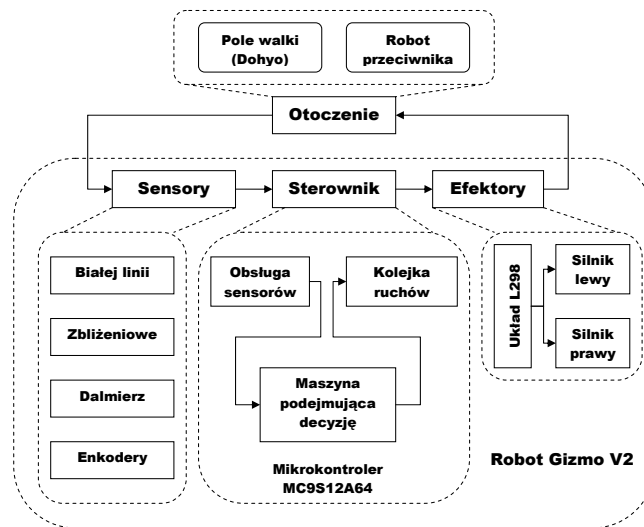 Pole walki
(Dohyo)
Robot
przeciwnika
Otoczenie
Sensory
Sterownik
Efektory
Białej linii
Zbliżeniowe
Dalmierz
Enkodery
Obsługa
sensorów
Kolejka
ruchów
Maszyna
podejmująca
decyzję
Mikrokontroler
MC9S12A64
Układ L298
Silnik
lewy
Silnik
prawy
Robot Gizmo V2